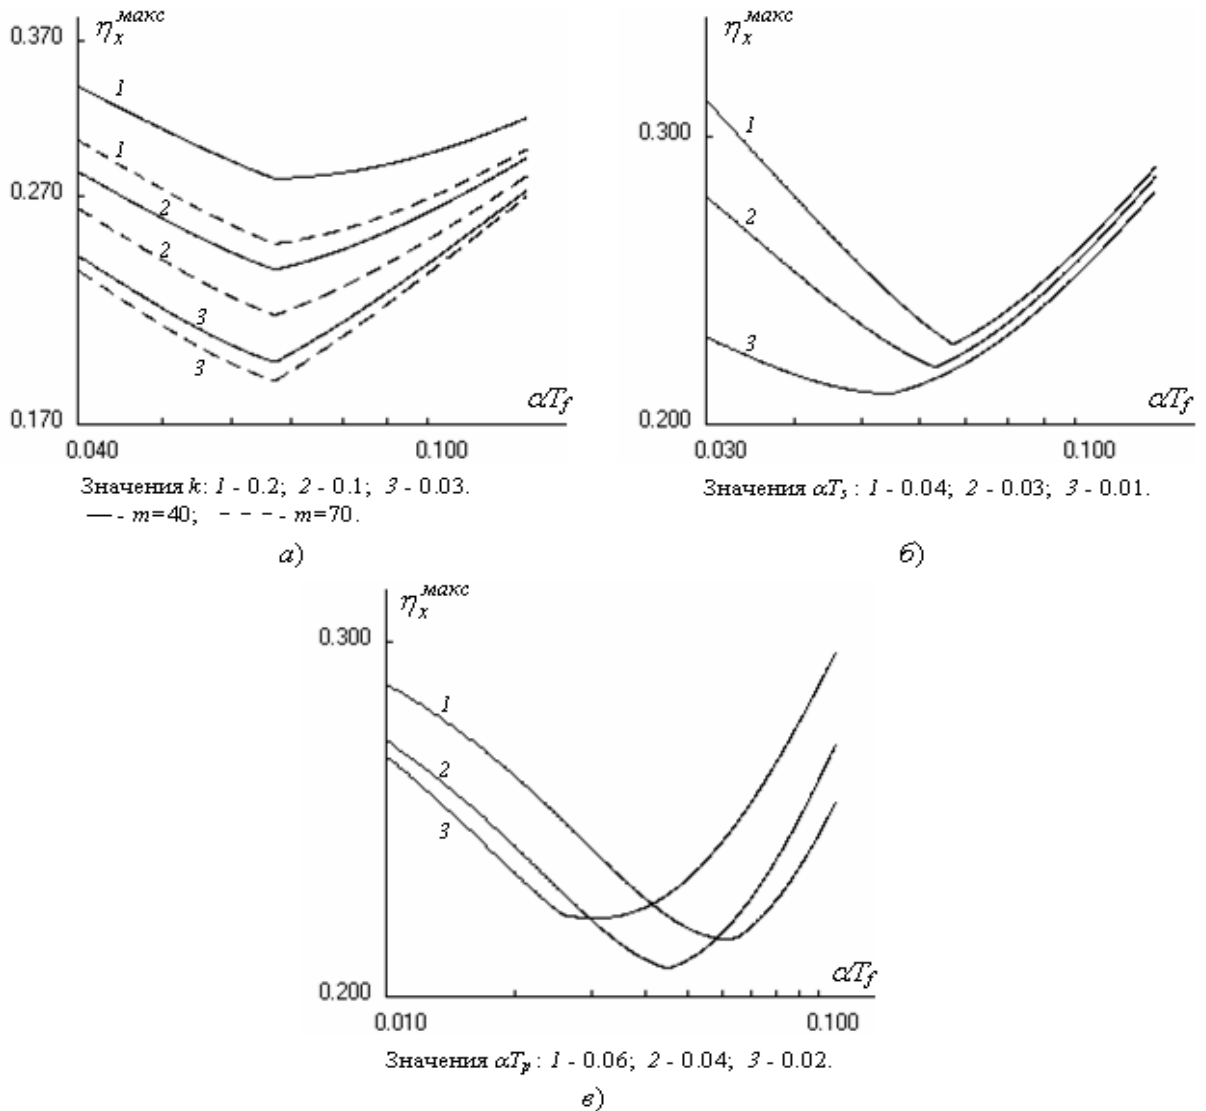 η_x^макс
0.370
1
1
0.270
2
2
3
3
αT_f
0.170
0.040
0.100
Значения k: 1 - 0.2; 2 - 0.1; 3 - 0.03.
— - m=40; - - - - m=70.
а)
η_x^макс
0.300
1
2
3
αT_f
0.200
0.030
0.100
Значения αT_s : 1 - 0.04; 2 - 0.03; 3 - 0.01.
б)
η_x^макс
0.300
1
2
3
αT_f
0.200
0.010
0.100
Значения αT_p : 1 - 0.06; 2 - 0.04; 3 - 0.02.
в)